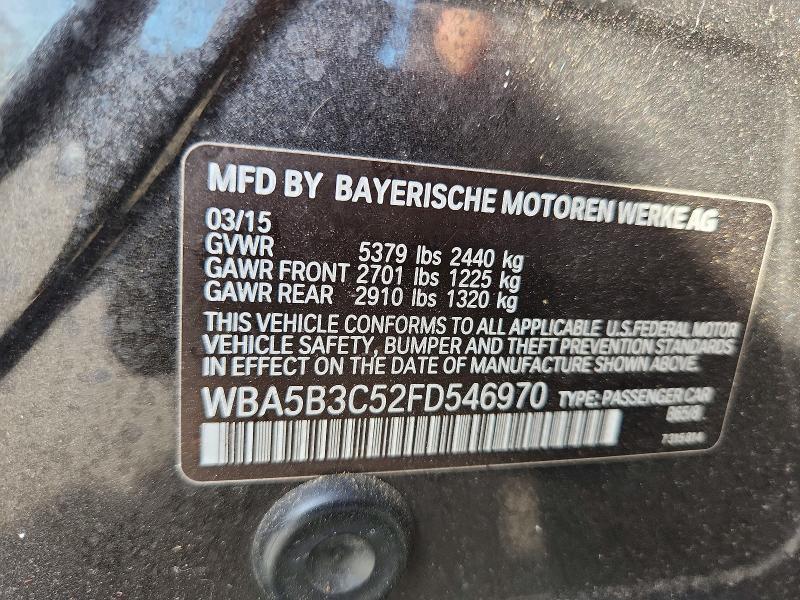 MFD BY BAYERISCHE MOTOREN WERKE AG
03/15
GVWR 5379 lbs 2440 kg
GAWR FRONT 2701 lbs 1225 kg
GAWR REAR 2910 lbs 1320 kg
THIS VEHICLE CONFORMS TO ALL APPLICABLE U.S.FEDERAL MOTOR
VEHICLE SAFETY, BUMPER AND THEFT PREVENTION STANDARDS
IN EFFECT ON THE DATE OF MANUFACTURE SHOWN ABOVE.
WBA5B3C52FD546970 TYPE: PASSENGER CAR